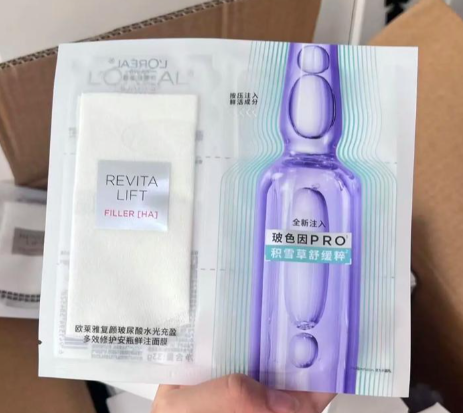 L'ORÉAL
按压注入
鲜活成分
REVITA
LIFT
FILLER [HA]
全新注入
玻色因PRO
积雪草舒缓粹
欧莱雅复颜玻尿酸水光充盈
多效修护安瓶鲜注面膜